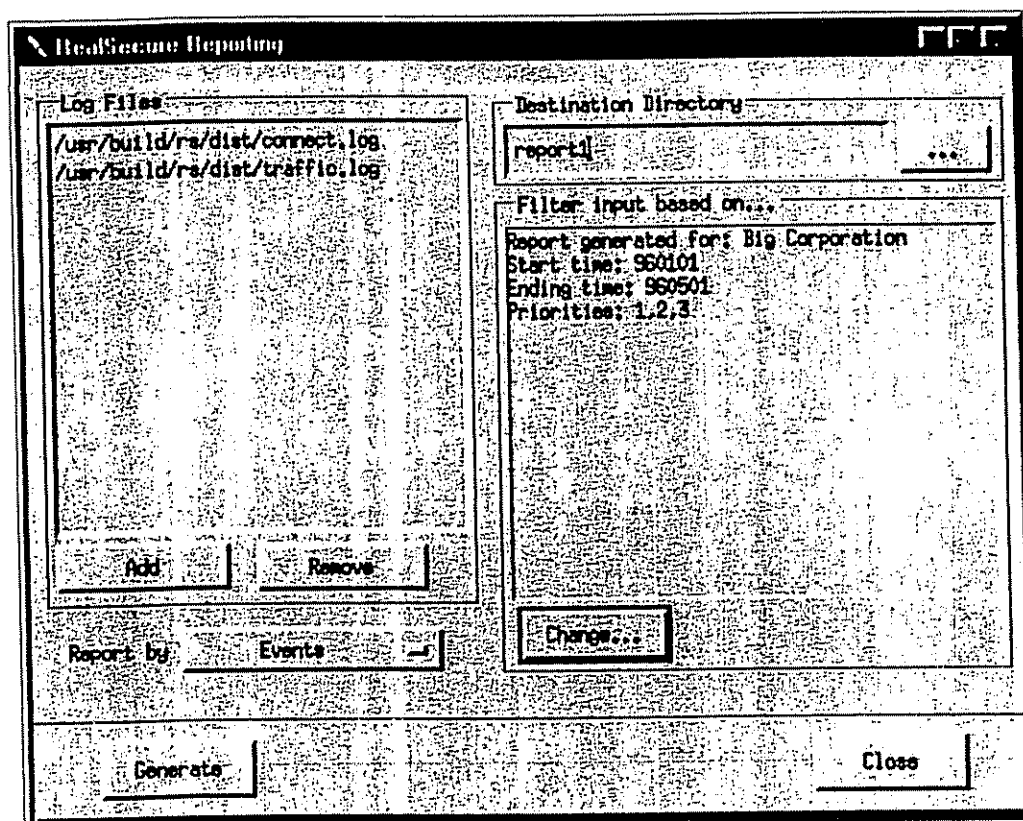 RealSecure Reporting
Log Files
/usr/build/rs/dist/connect.log
/usr/build/rs/dist/traffic.log
Add
Remove
Report by
Events
Destination Directory
report1
...
Filter input based on...
Report generated for: Big Corporation
Start time: 960101
Ending time: 960501
Priorities: 1,2,3
Change...
Generate
Close